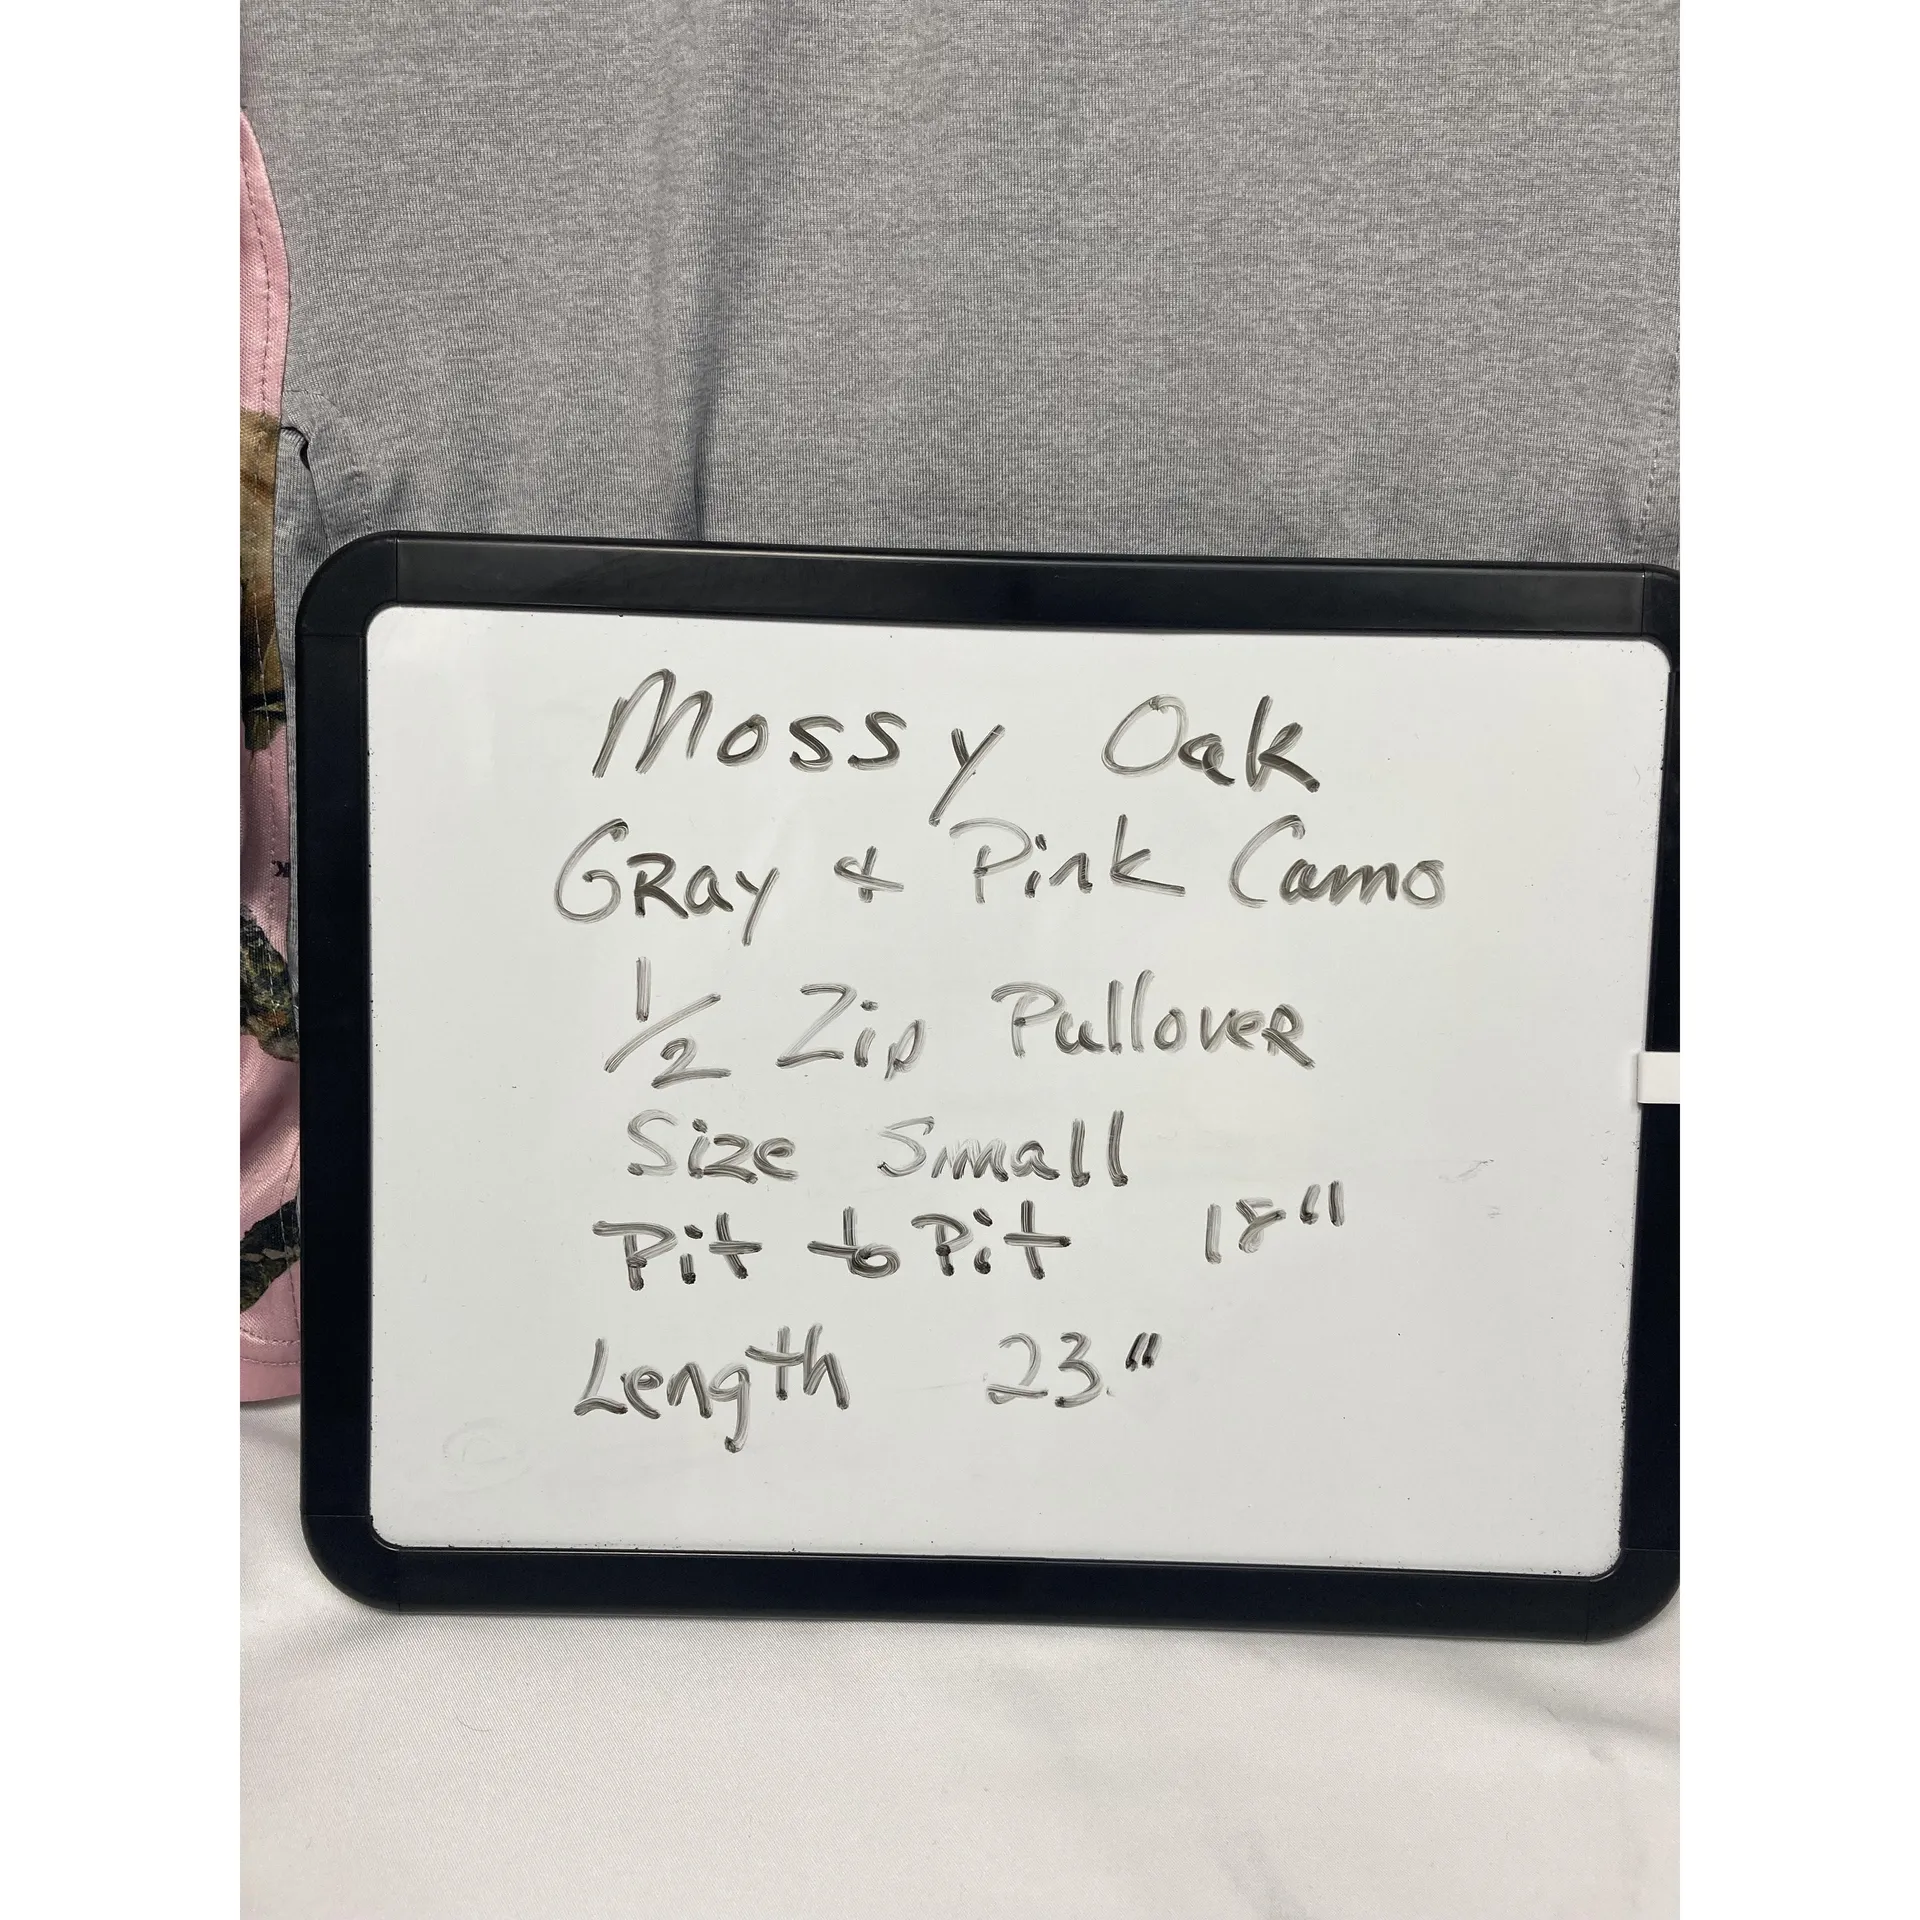 Mossy Oak
Gray & Pink Camo
1/2 Zip Pullover
Size Small
Pit to Pit 18"
Length 23"